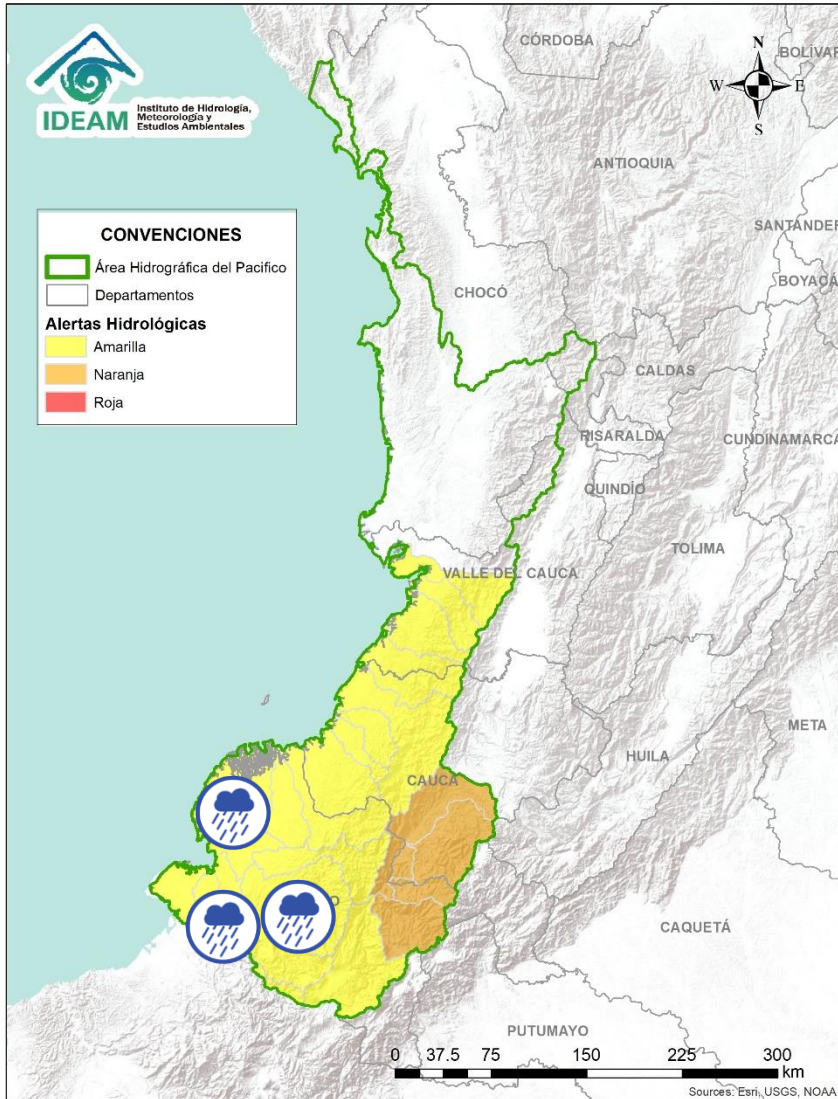 IDEAM
Instituto de Hidrología,
Meteorología y
Estudios Ambientales
CÓRDOBA
BOLÍVAR
N
W E
S
ANTIOQUIA
SANTANDER
BOYACÁ
CONVENCIONES
Área Hidrográfica del Pacifico
Departamentos
Alertas Hidrológicas
Amarilla
Naranja
Roja
CHOCÓ
CALDAS
RISARALDA
CUNDINAMARCA
QUINDÍO
TOLIMA
VALLE DEL CAUCA
META
HUILA
CAUCA
O
CAQUETÁ
PUTUMAYO
0 37.5 75 150 225 300
km
Sources: Esri, USGS, NOAA